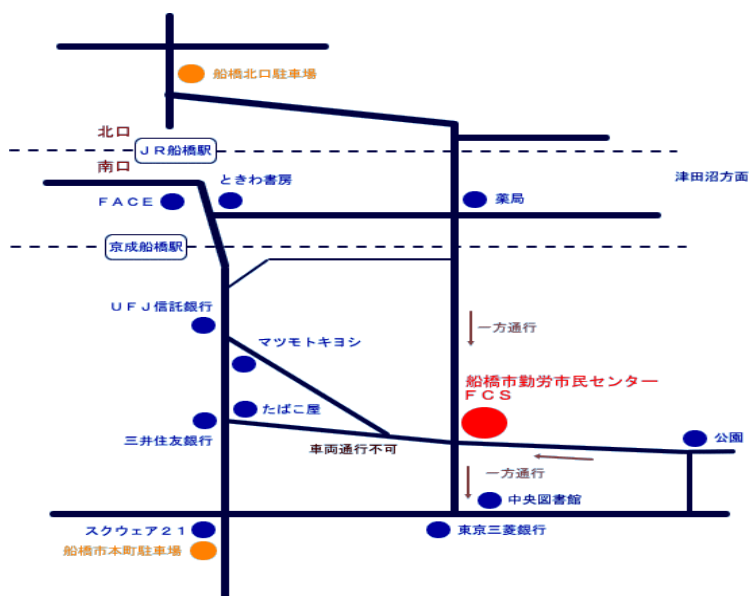 船橋北口駐車場
北口
JR船橋駅
南口
ときわ書房
津田沼方面
FACE
薬局
京成船橋駅
UFJ信託銀行
一方通行
マツモトキヨシ
船橋市勤労市民センター
FCS
たばこ屋
三井住友銀行
車両通行不可
公園
一方通行
中央図書館
スクウェア21
東京三菱銀行
船橋市本町駐車場